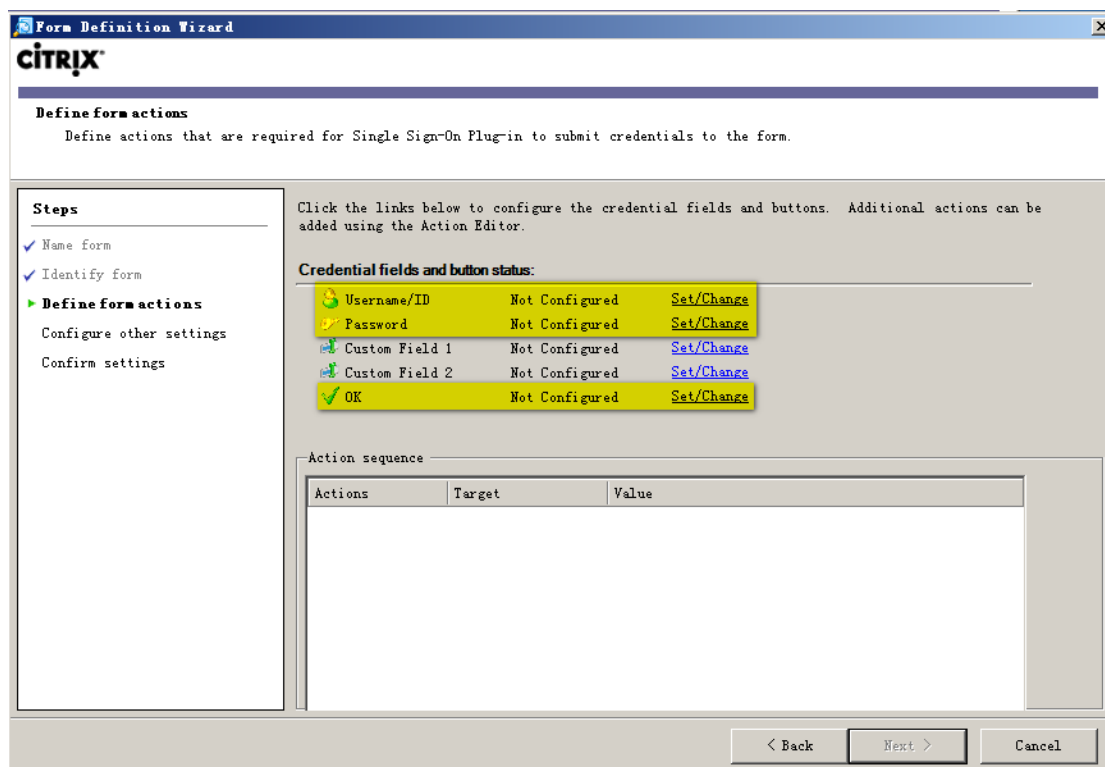 Form Definition Wizard
CİTRIX®
Define form actions
Define actions that are required for Single Sign-On Plug-in to submit credentials to the form.
Steps
Name form
Identify form
Define form actions
Configure other settings
Confirm settings
Click the links below to configure the credential fields and buttons. Additional actions can be
added using the Action Editor.
Credential fields and button status:
Username/ID Not Configured Set/Change
Password Not Configured Set/Change
Custom Field 1 Not Configured Set/Change
Custom Field 2 Not Configured Set/Change
OK Not Configured Set/Change
Action sequence
Actions Target Value
< Back Next > Cancel